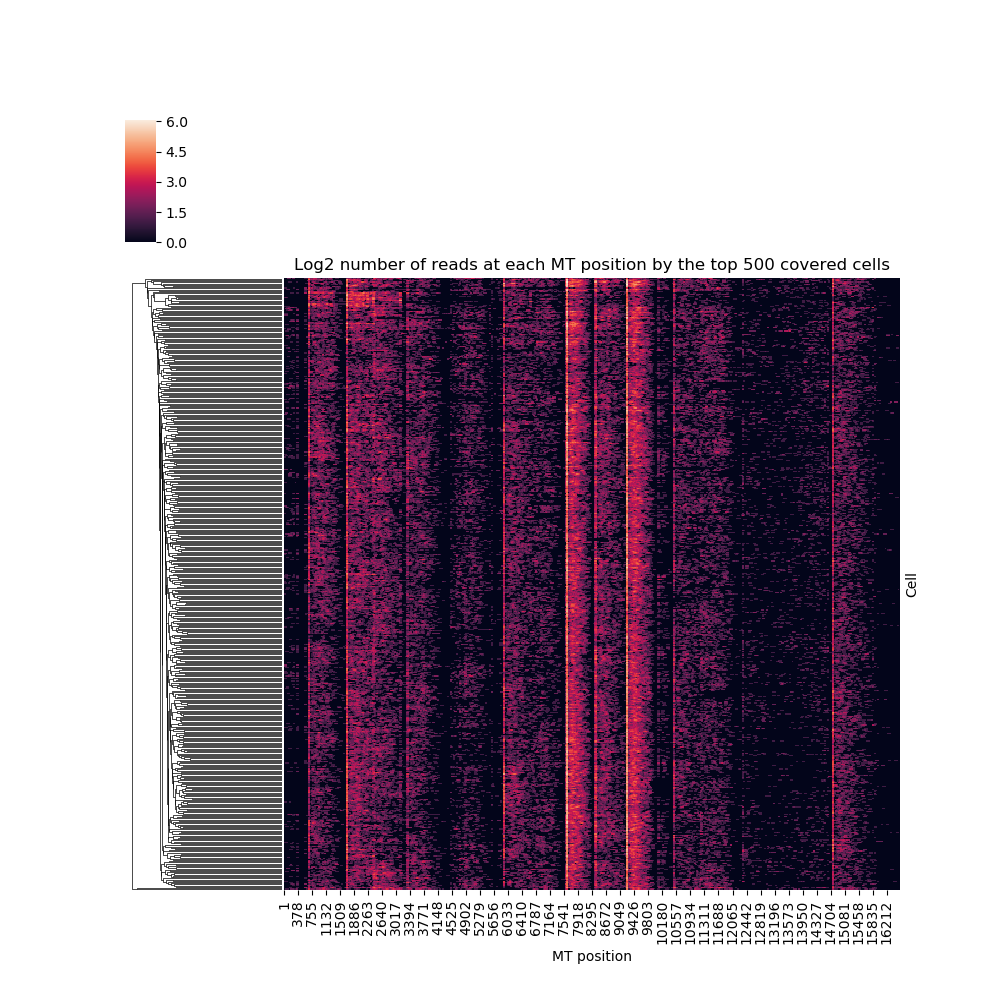 6.0
4.5
3.0
1.5
0.0
Log2 number of reads at each MT position by the top 500 covered cells
Cell
1 378 755 1132 1509 1886 2263 2640 3017 3394 3771 4148 4525 4902 5279 5656 6033 6410 6787 7164 7541 7918 8295 8672 9049 9426 9803 10180 10557 10934 11311 11688 12065 12442 12819 13196 13573 13950 14327 14704 15081 15458 15835 16212
MT position